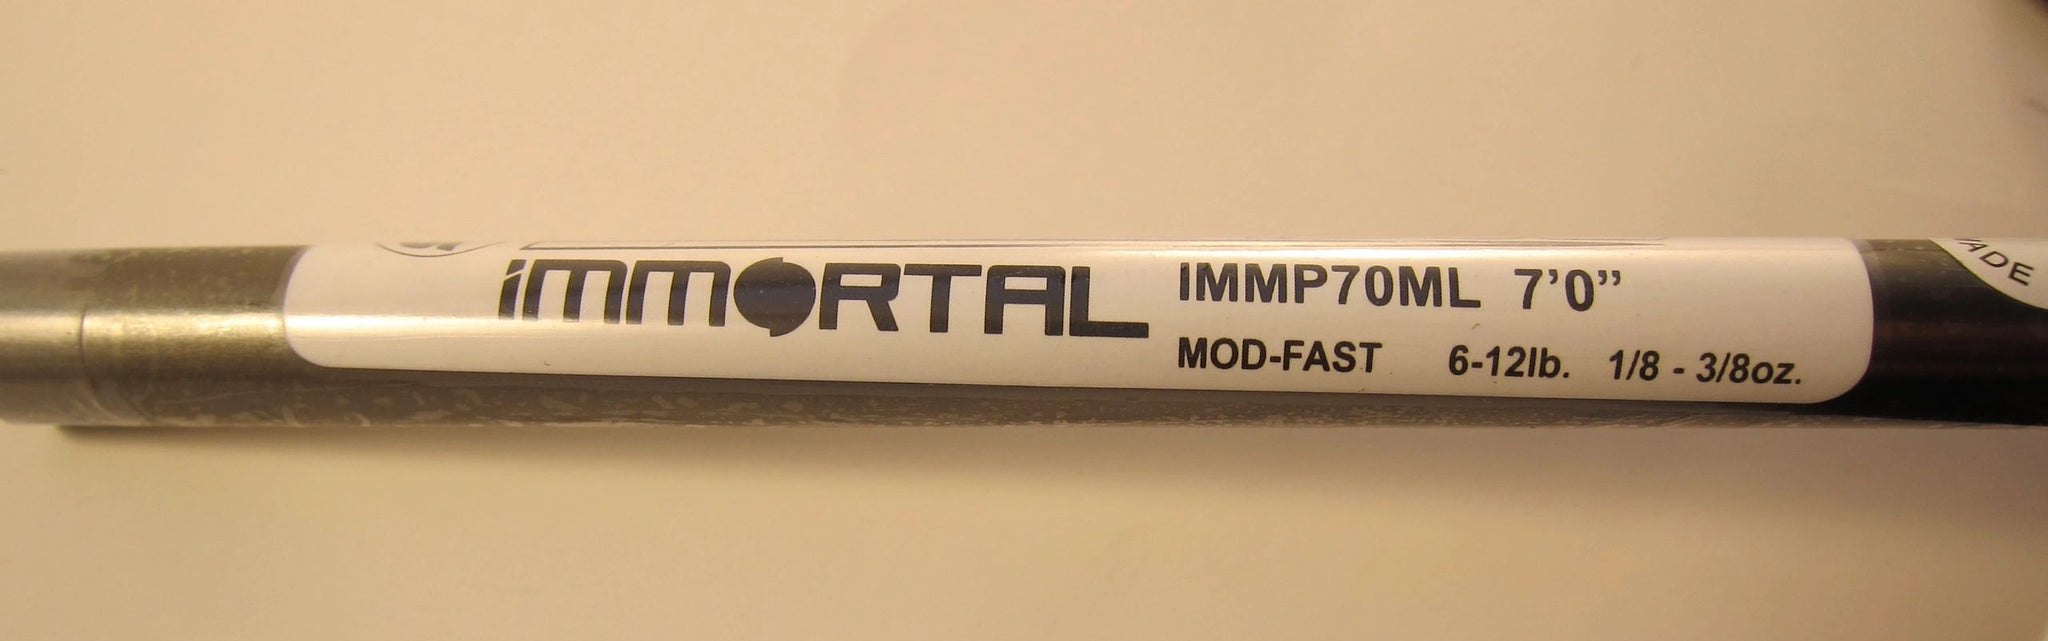 IMMORTAL
IMMP70ML 7’0”
MOD-FAST 6-12lb. 1/8 - 3/8oz.